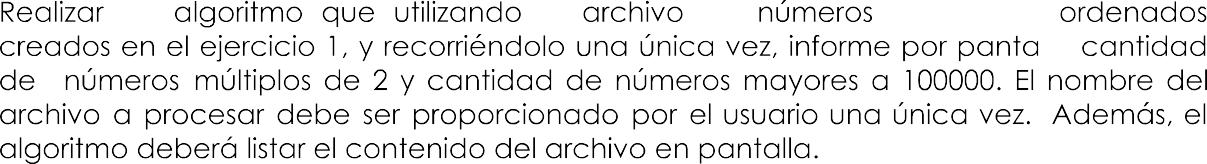 Realizar algoritmo que utilizando archivo números ordenados
creados en el ejercicio 1, y recorriéndolo una única vez, informe por panta cantidad
de números múltiplos de 2 y cantidad de números mayores a 100000. El nombre del
archivo a procesar debe ser proporcionado por el usuario una única vez. Además, el
algoritmo deberá listar el contenido del archivo en pantalla.